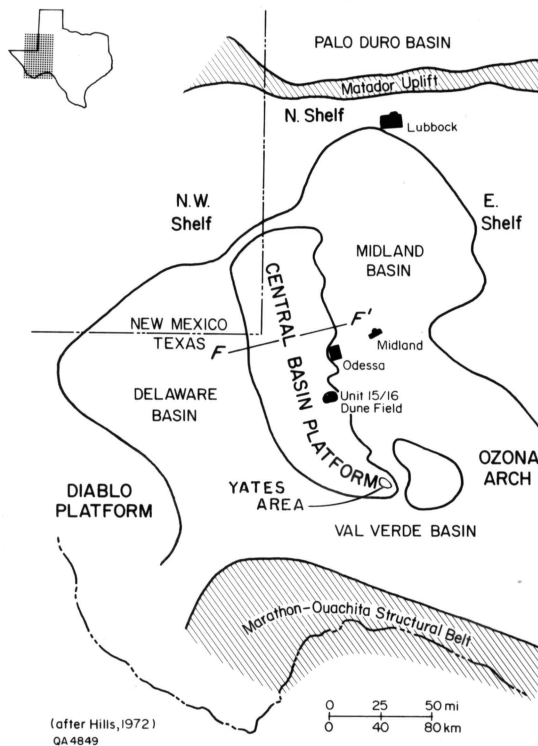 PALO DURO BASIN
Matador Uplift
N. Shelf
Lubbock
N.W.
Shelf
E.
Shelf
MIDLAND
BASIN
CENTRAL BASIN PLATFORM
NEW MEXICO
TEXAS
F
F'
Midland
Odessa
DELAWARE
BASIN
Unit 15/16
Dune Field
YATES
AREA
OZONA
ARCH
DIABLO
PLATFORM
VAL VERDE BASIN
Marathon-Ouachita Structural Belt
0 25 50 mi
0 40 80 km
(after Hills, 1972)
QA4849